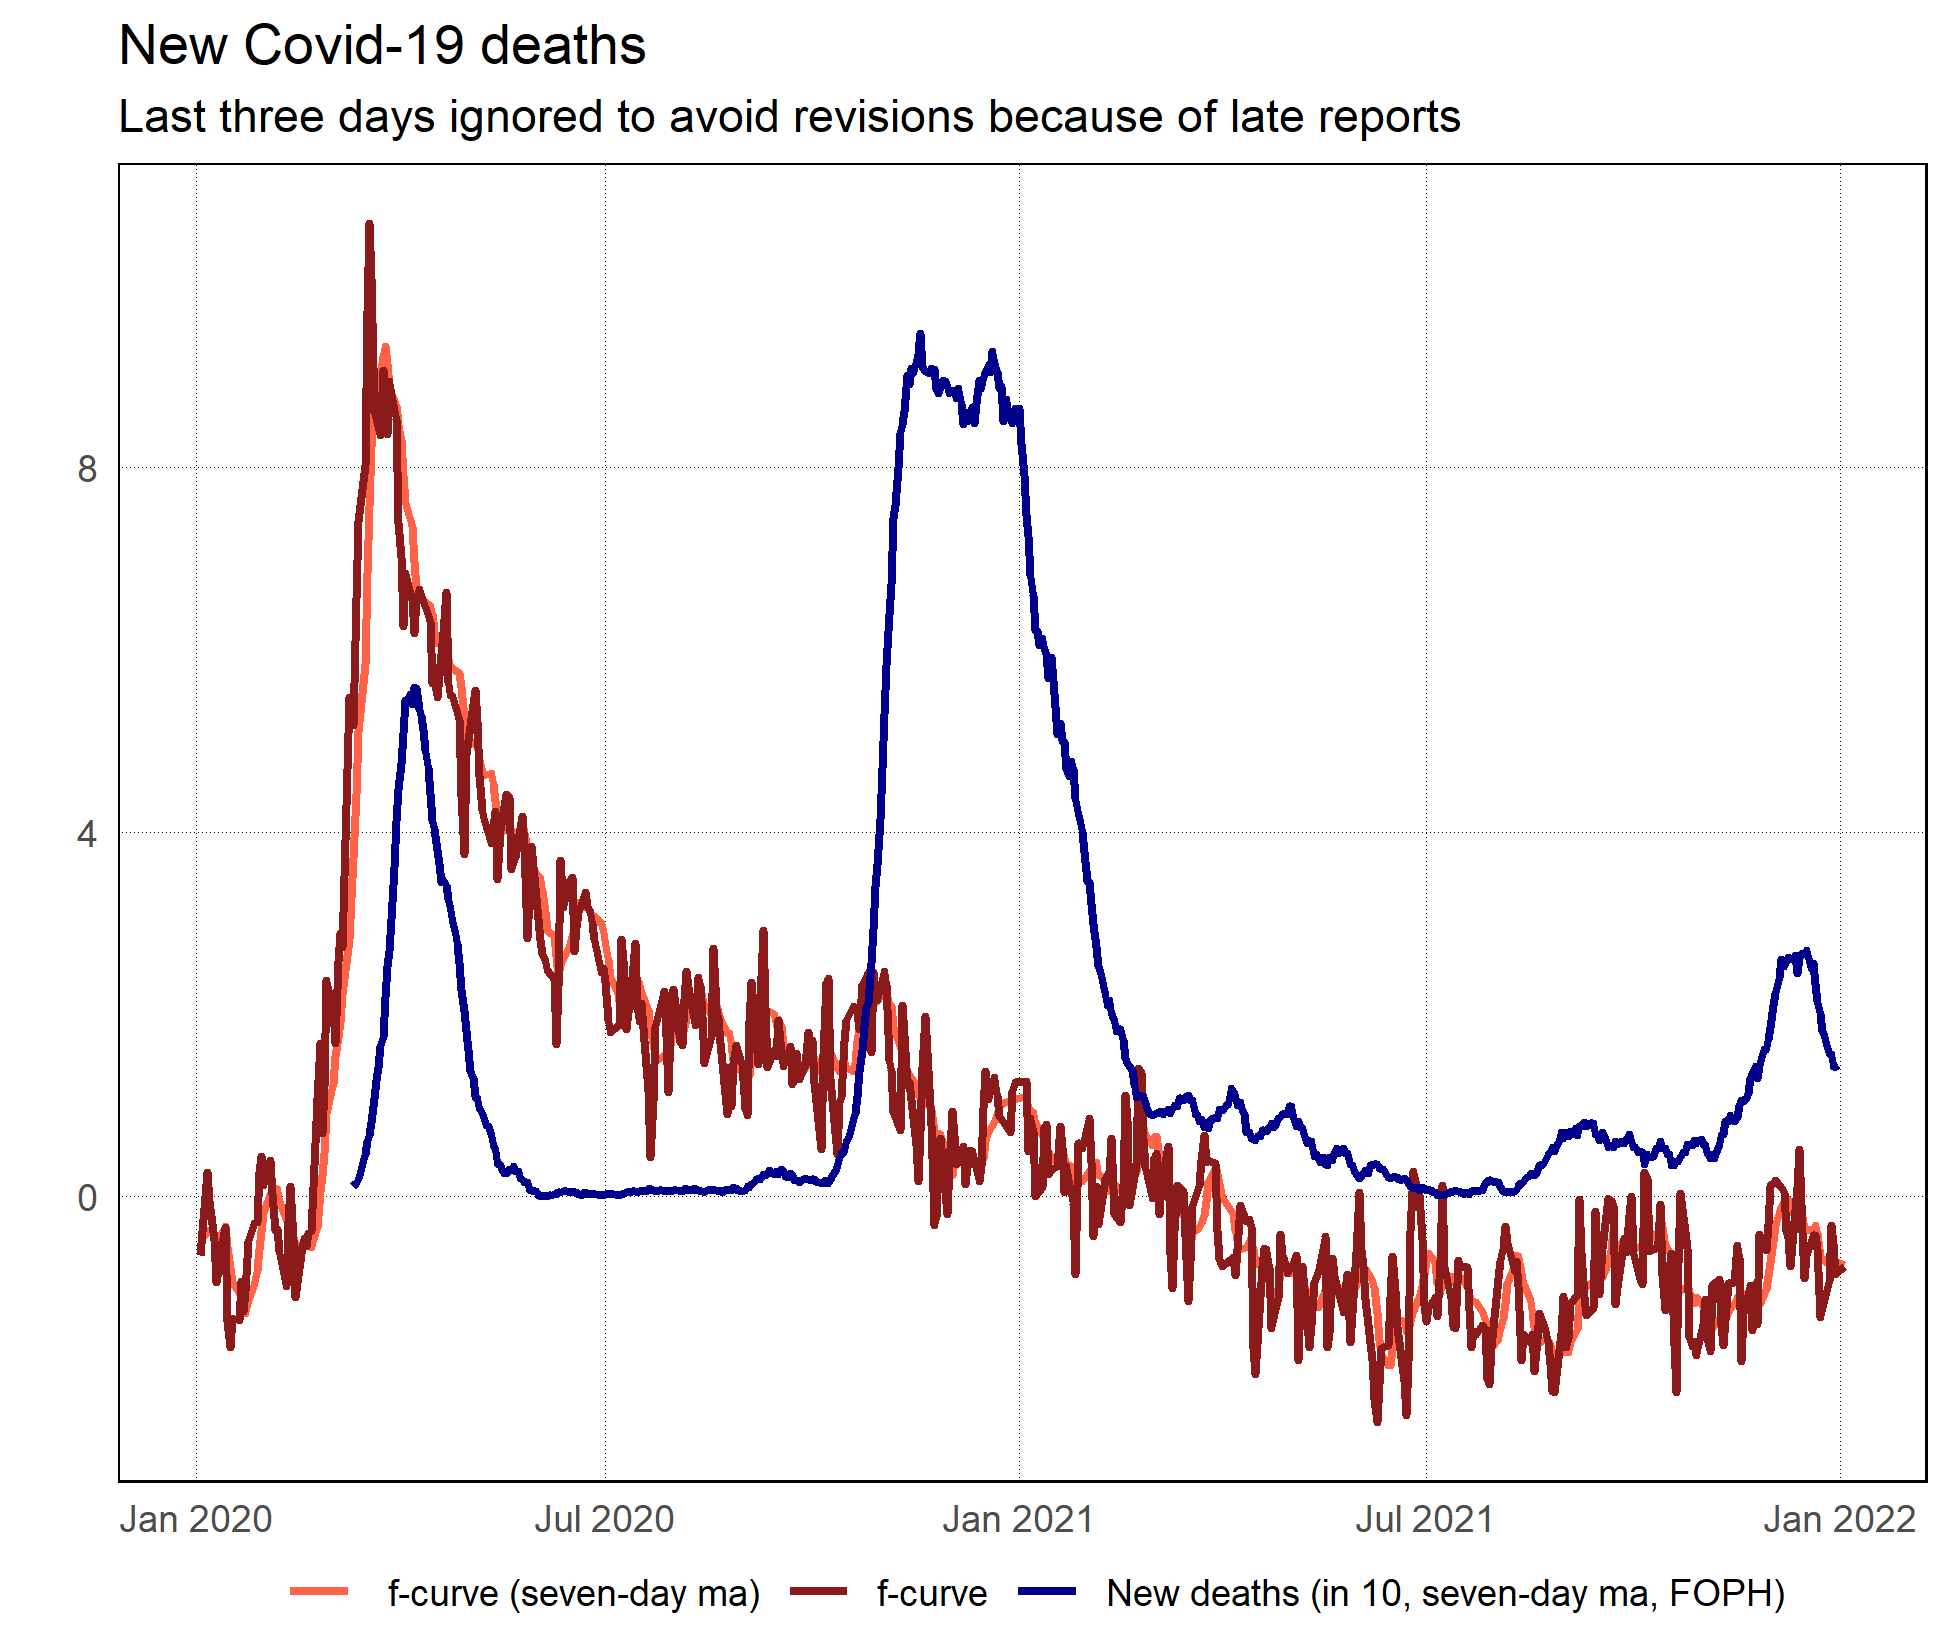 New Covid-19 deaths
Last three days ignored to avoid revisions because of late reports
8
4
0
Jan 2020 Jul 2020 Jan 2021 Jul 2021 Jan 2022
f-curve (seven-day ma) f-curve New deaths (in 10, seven-day ma, FOPH)